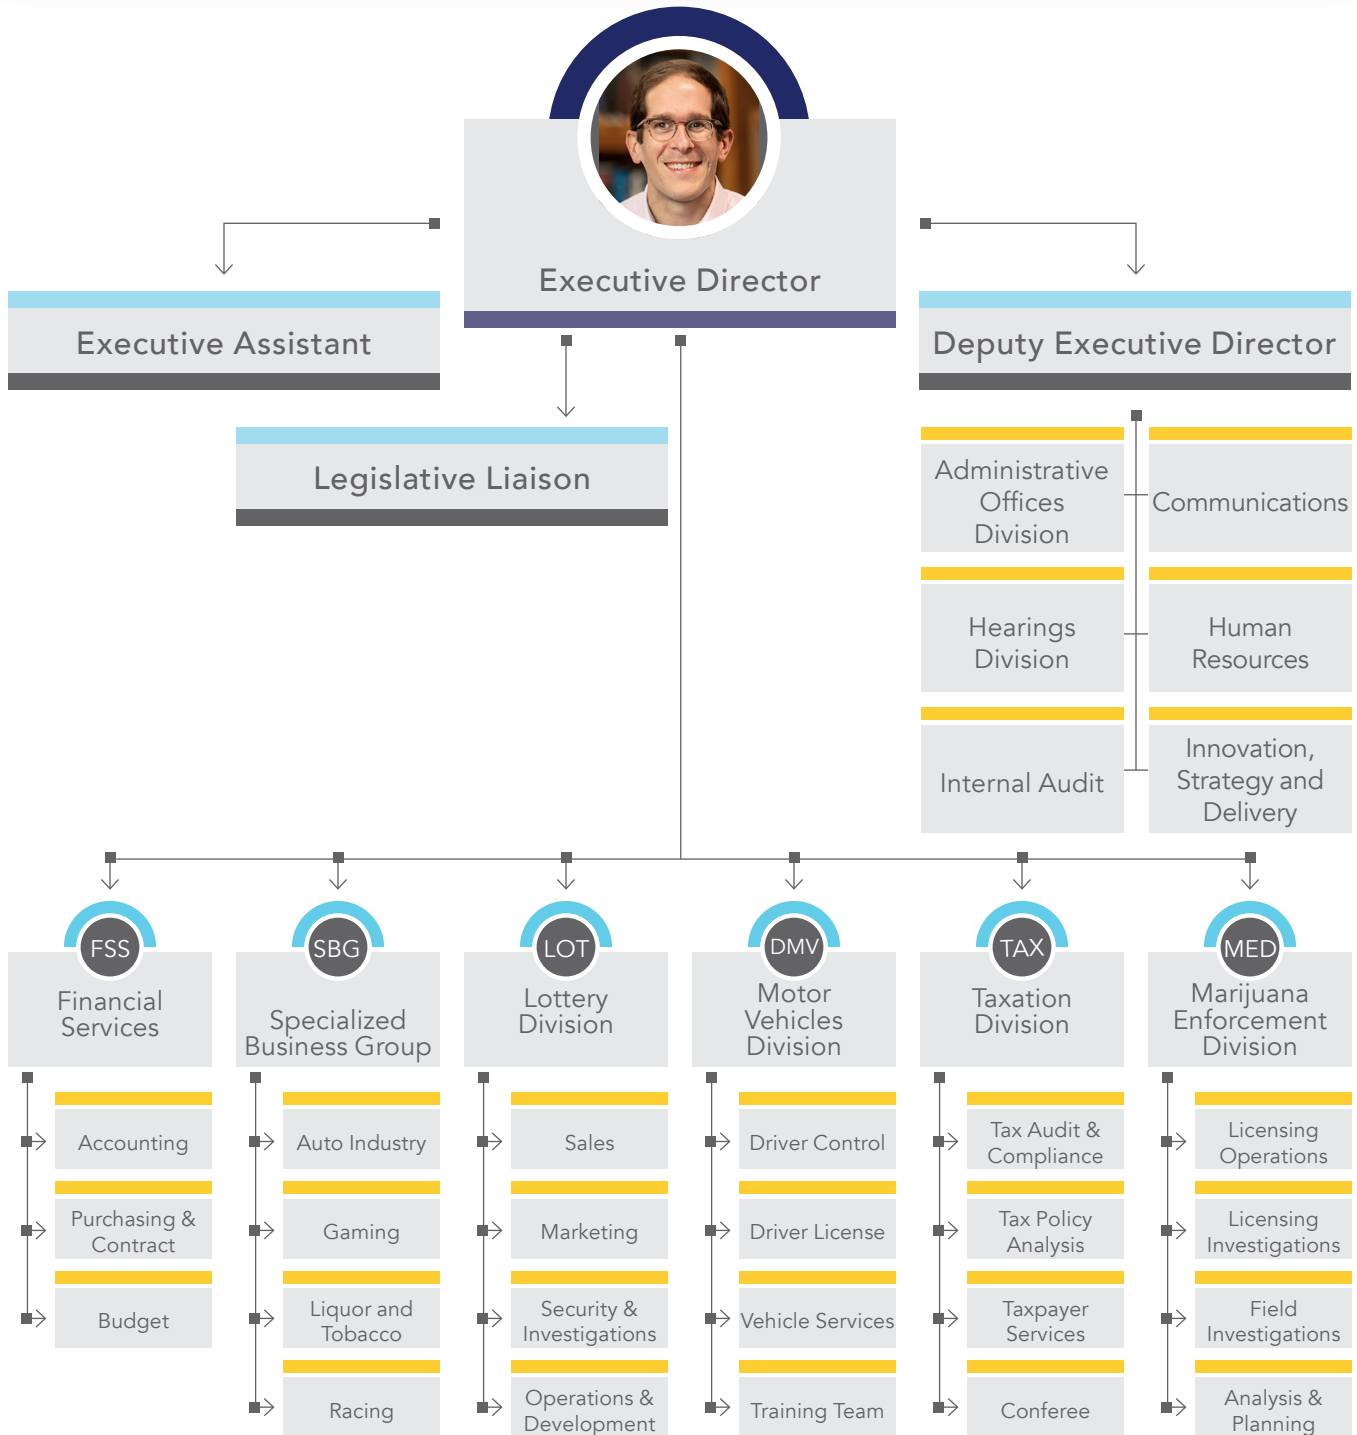 Executive Director
Executive Assistant
Deputy Executive Director
Legislative Liaison
Administrative
Offices
Division
Communications
Hearings
Division
Human
Resources
Internal Audit
Innovation,
Strategy and
Delivery
FSS
Financial
Services
Accounting
Purchasing &
Contract
Budget
SBG
Specialized
Business Group
Auto Industry
Gaming
Liquor and
Tobacco
Racing
LOT
Lottery
Division
Sales
Marketing
Security &
Investigations
Operations &
Development
DMV
Motor
Vehicles
Division
Driver Control
Driver License
Vehicle Services
Training Team
TAX
Taxation
Division
Tax Audit &
Compliance
Tax Policy
Analysis
Taxpayer
Services
Conferee
MED
Marijuana
Enforcement
Division
Licensing
Operations
Licensing
Investigations
Field
Investigations
Analysis &
Planning